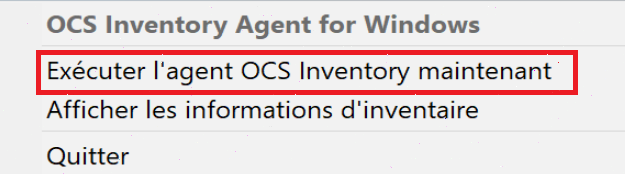 OCS Inventory Agent for Windows
Exécuter l'agent OCS Inventory maintenant
Afficher les informations d'inventaire
Quitter